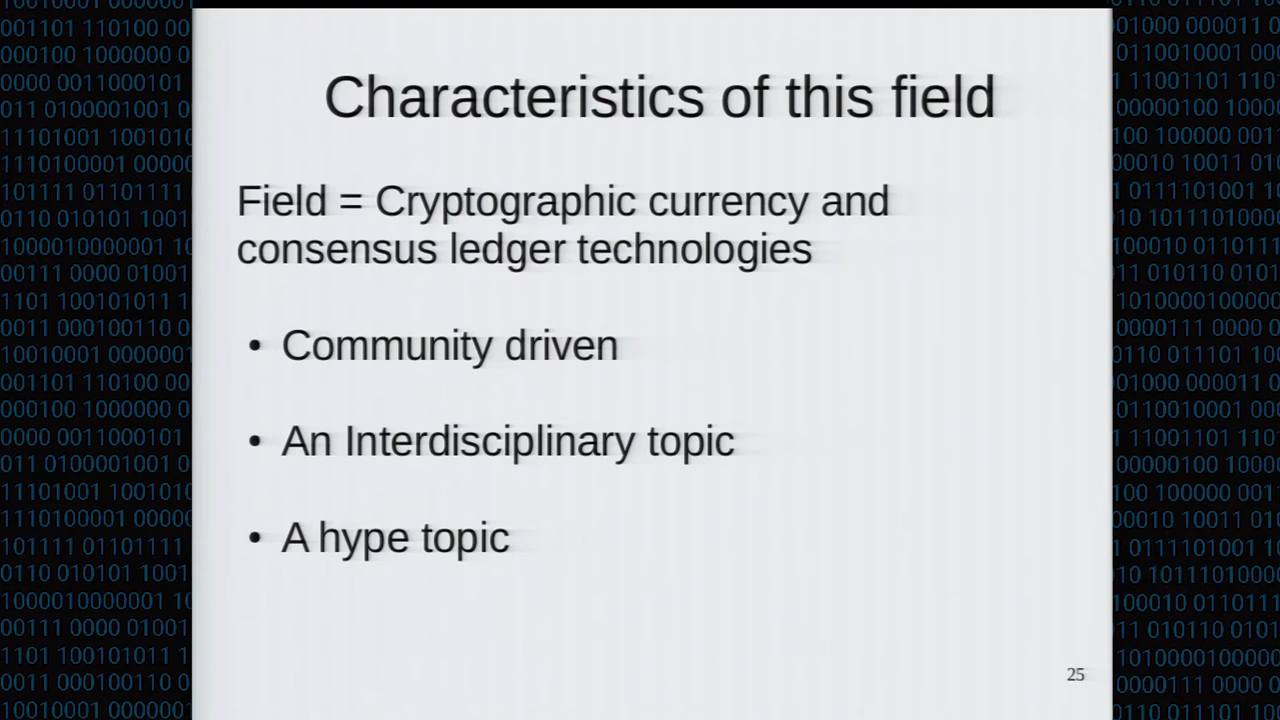 Characteristics of this field
Field = Cryptographic currency and
consensus ledger technologies
• Community driven
• An Interdisciplinary topic
• A hype topic
25